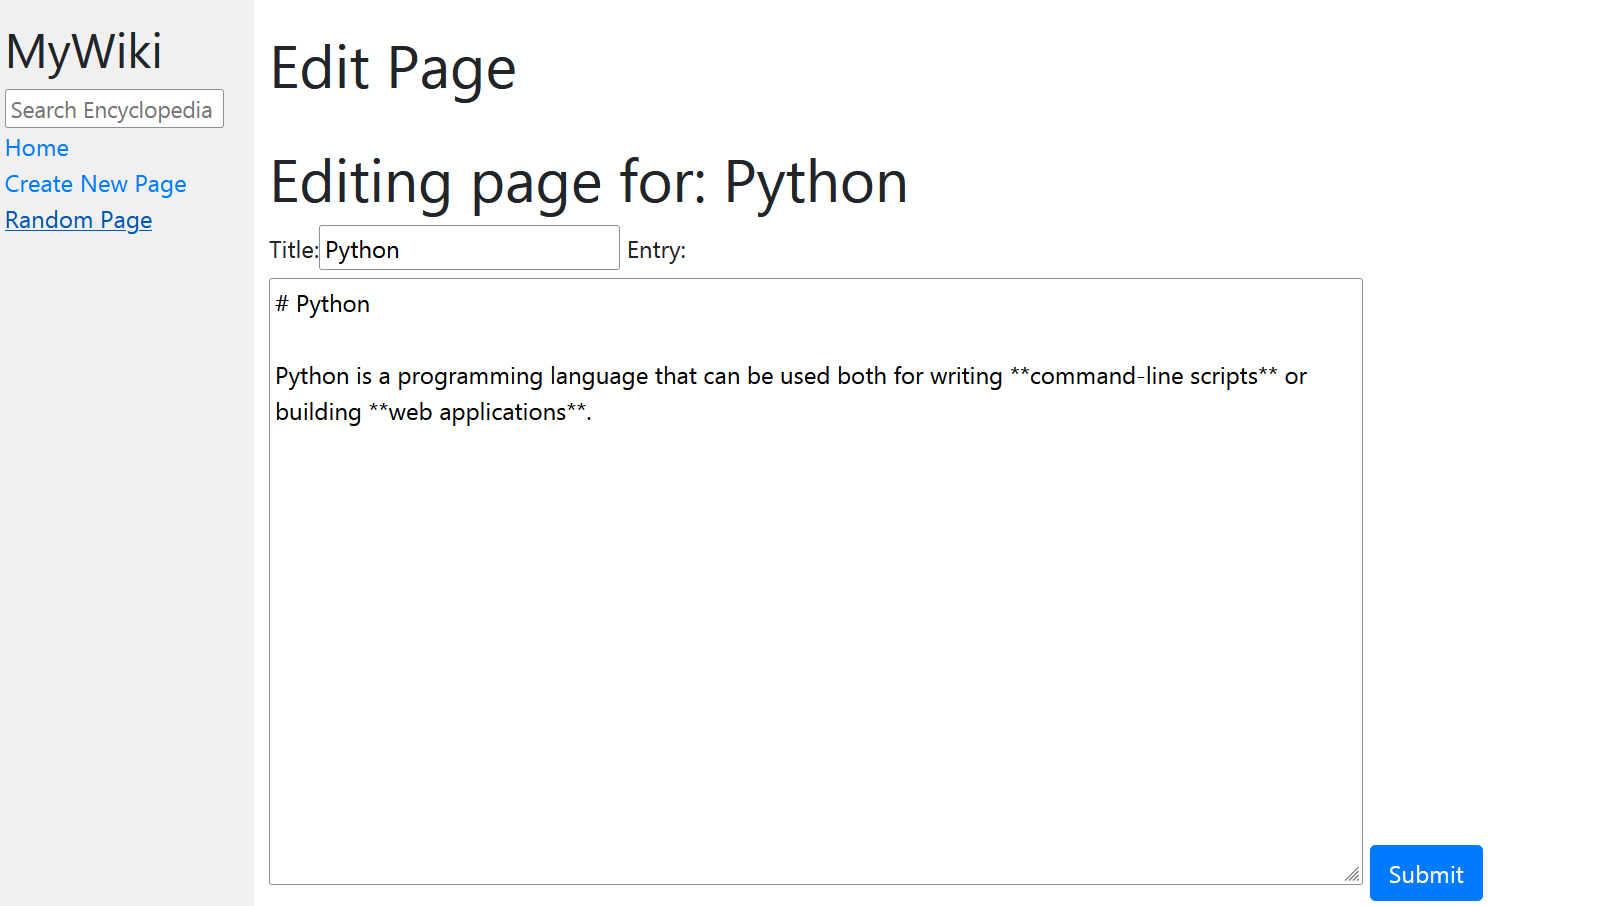 MyWiki
Search Encyclopedia
Home
Create New Page
Random Page
Edit Page
Editing page for: Python
Title: Python Entry:
# Python
Python is a programming language that can be used both for writing **command-line scripts** or
building **web applications**.
Submit